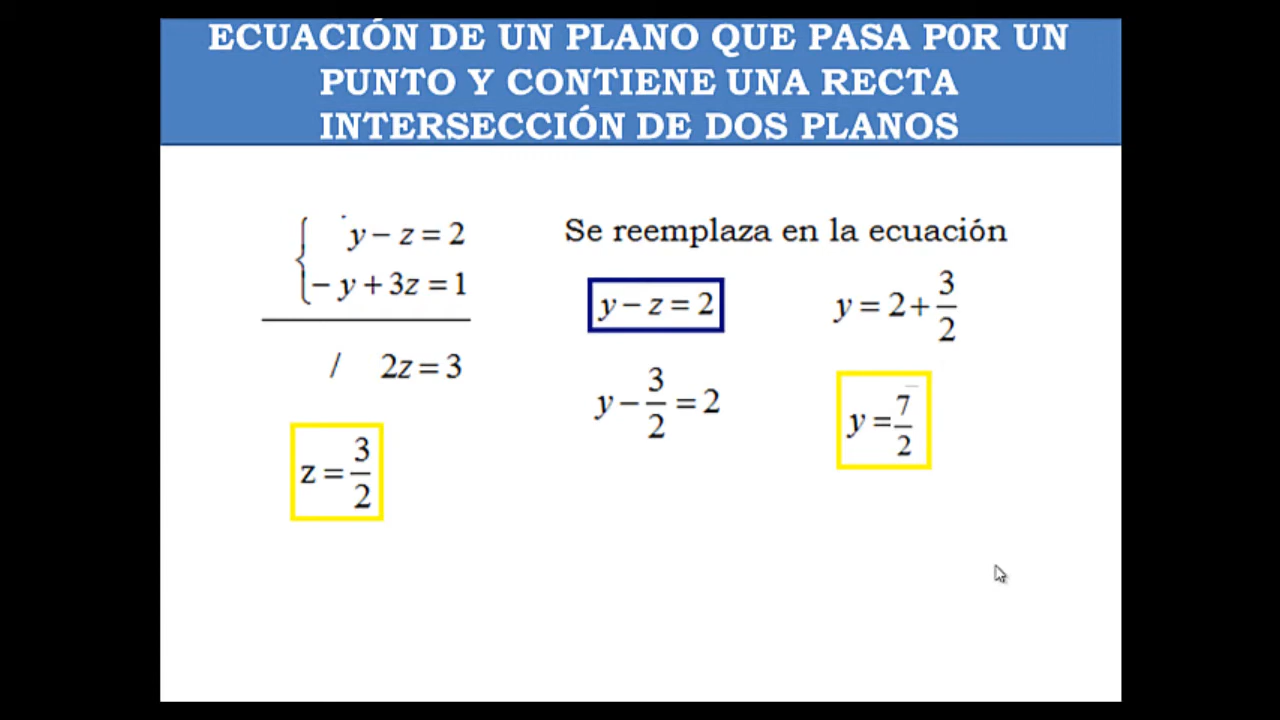 ECUACIÓN DE UN PLANO QUE PASA P0R UN
PUNTO Y CONTIENE UNA RECTA
INTERSECCIÓN DE DOS PLANOS
y − z = 2
− y + 3z = 1
/ 2z = 3
z = 3/2
Se reemplaza en la ecuación
y − z = 2
y − 3/2 = 2
y = 2 + 3/2
y = 7/2